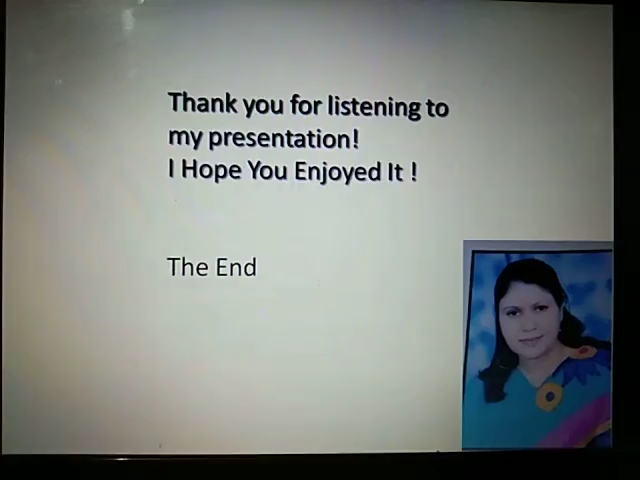 Thank you for listening to
my presentation!
I Hope You Enjoyed It !
The End